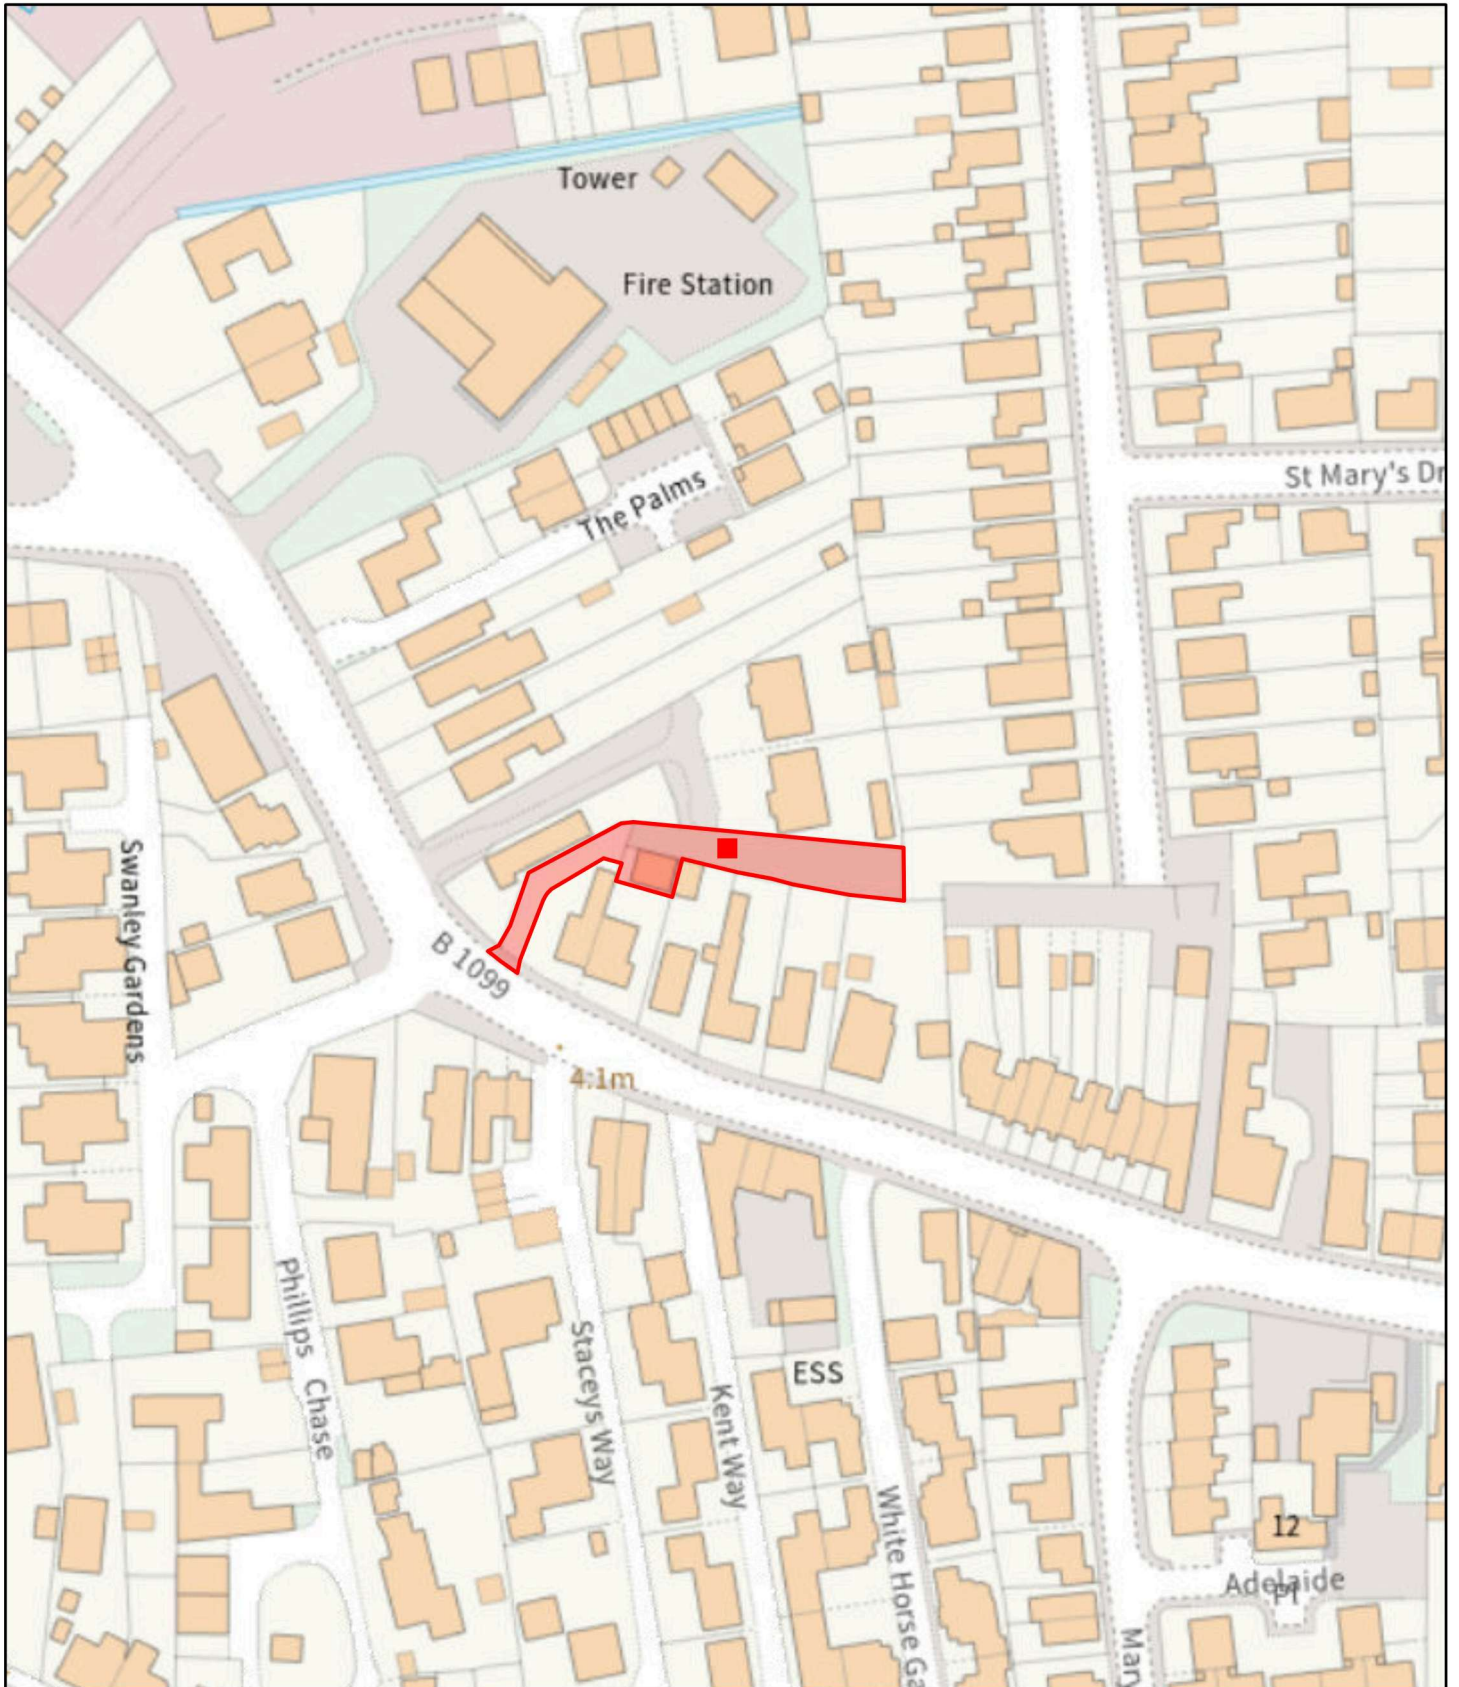 Tower
Fire Station
St Mary's Dr
The Palms
Swanley Gardens
B 1099
4.1m
Phillips Chase
Staceys Way
Kent Way
ESS
White Horse Ga
12
Adelaide
Pl
Mary